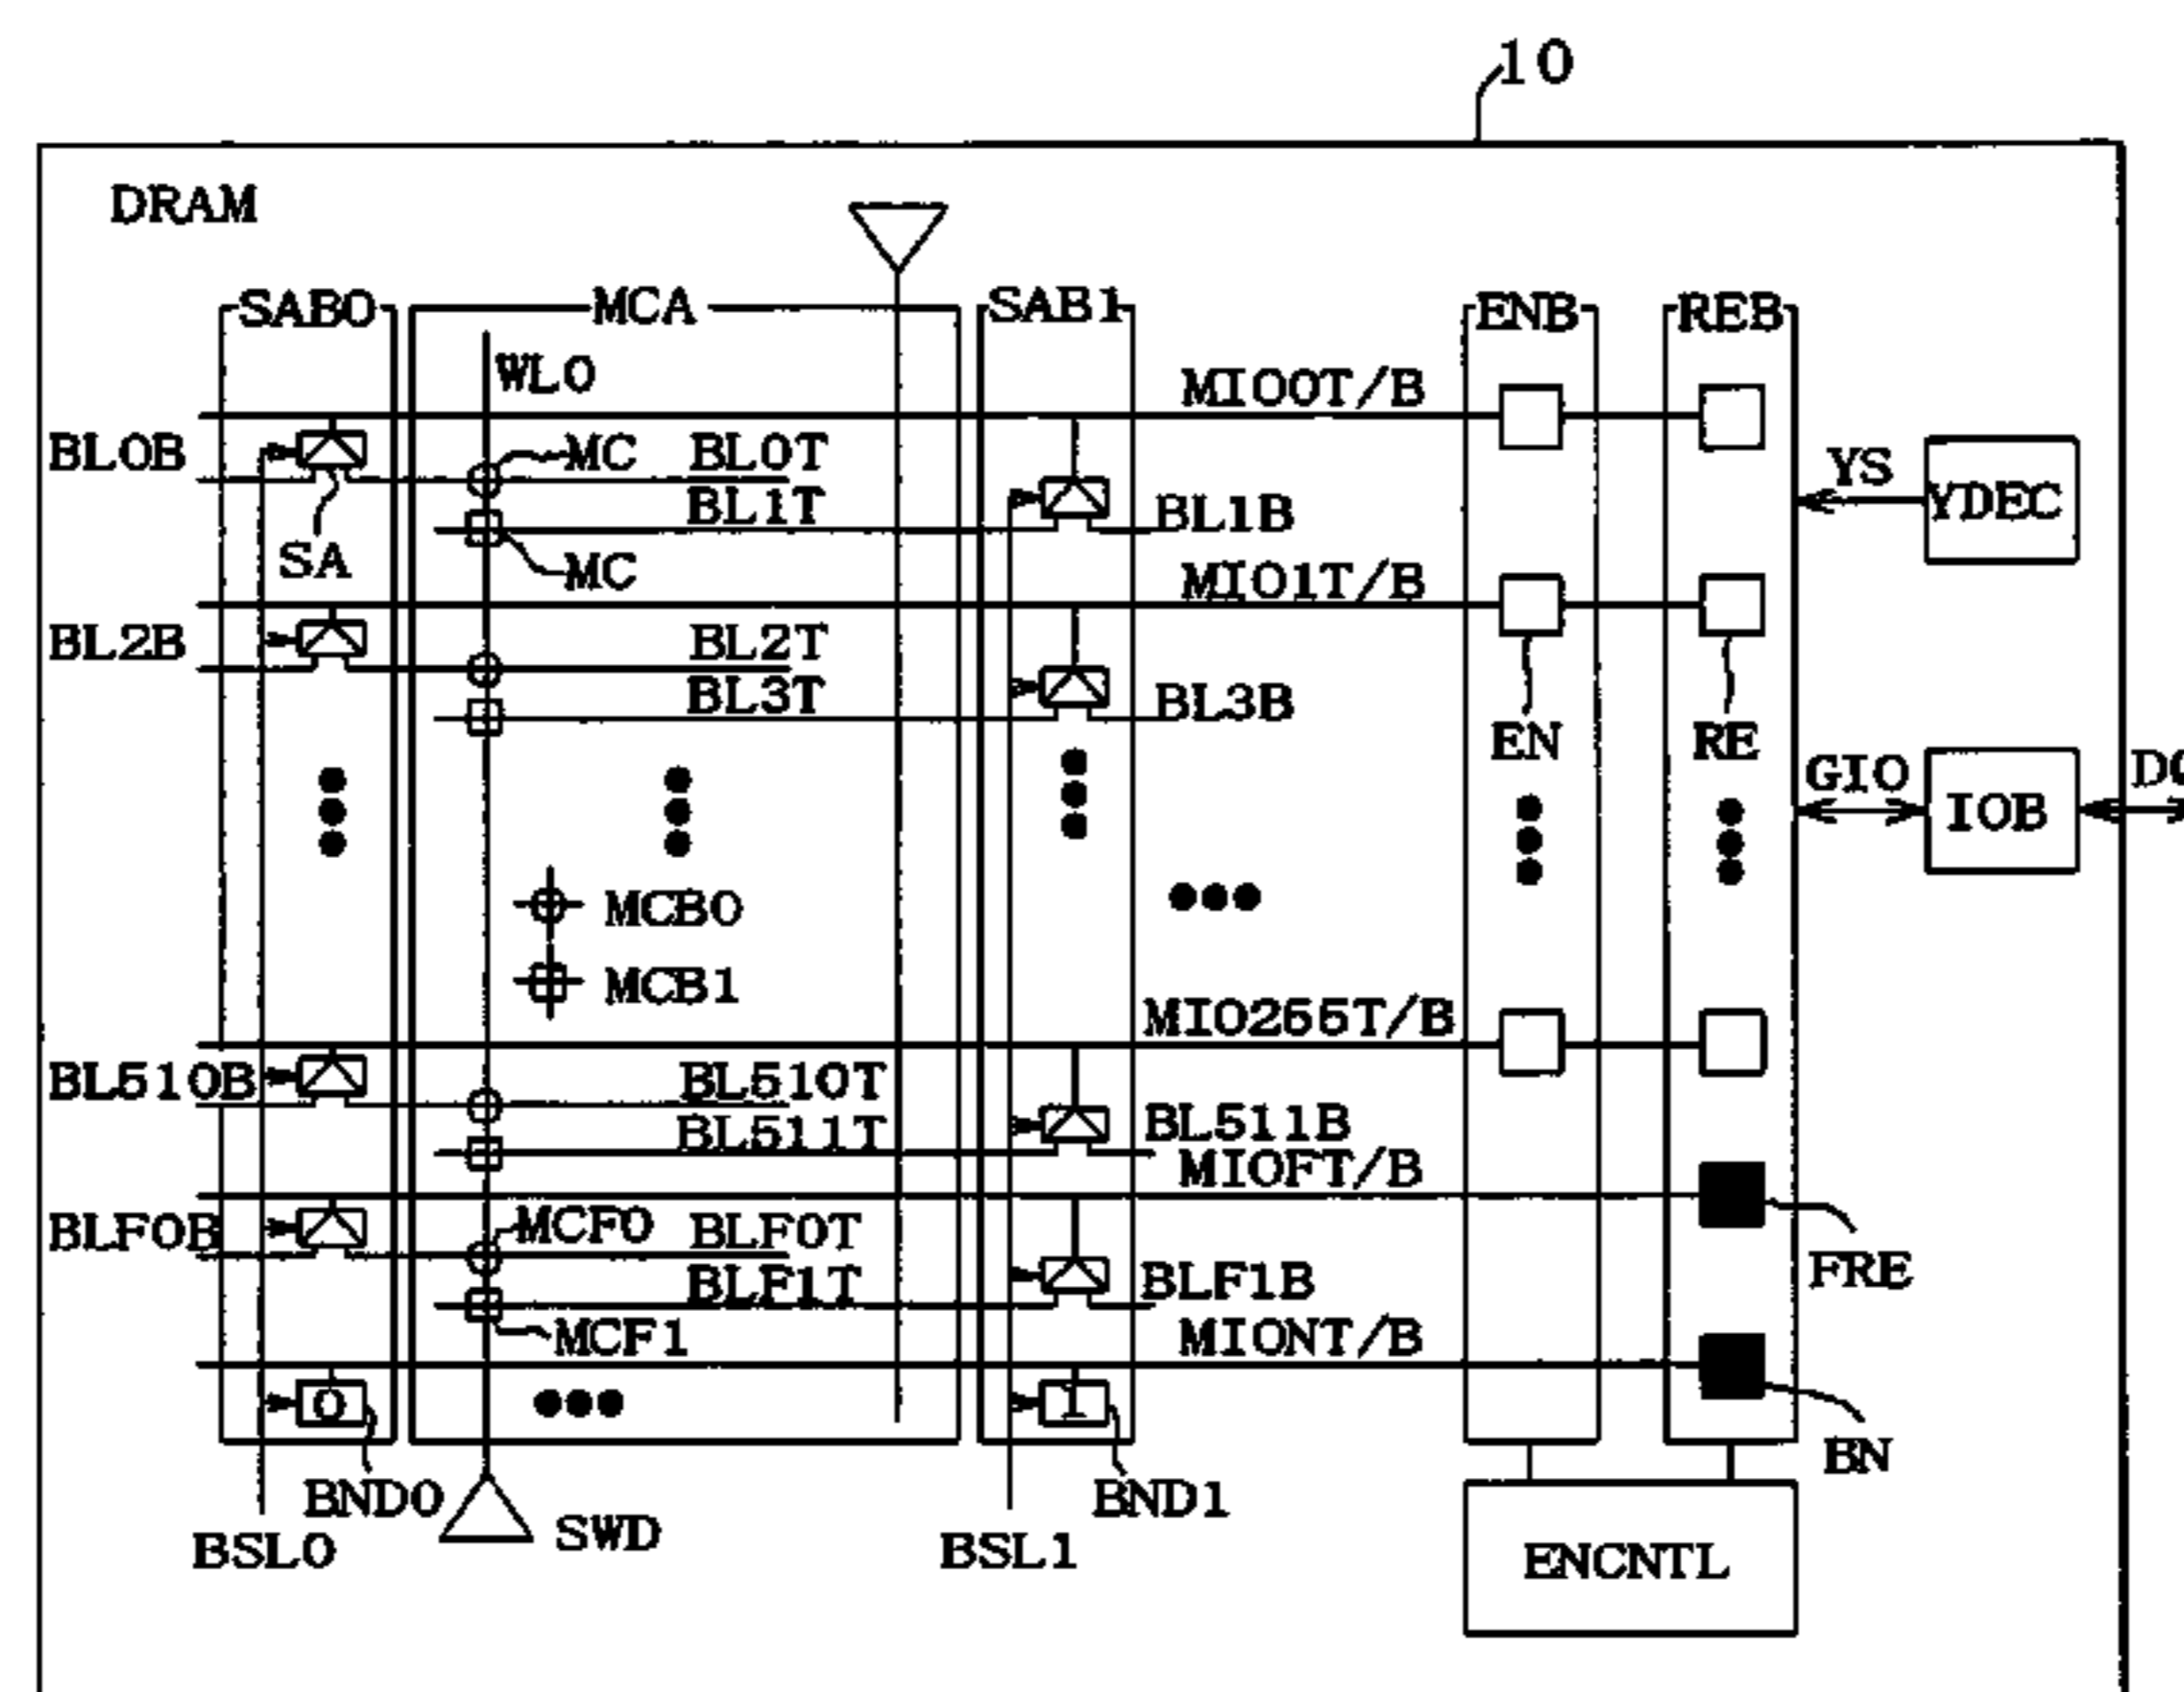 10
DRAM
SAB0 MCA SAB1 ENB REB
WL0
MIO0T/B
BL0B MC BL0T
YS YDEC
BL1T BL1B
SA MC
MIO1T/B
BL2B BL2T
BL3T BL3B
EN RE
GIO IOB
MCB0
MCB1
MIO255T/B
BL510B BL510T
BL511T BL511B
MIOFT/B
BLF0B MCF0 BLF0T
FRE
BLF1T BLF1B
MCF1 MIONT/B
0 1
BN
BND0 BND1
SWD
BSL0 BSL1
ENCNTL